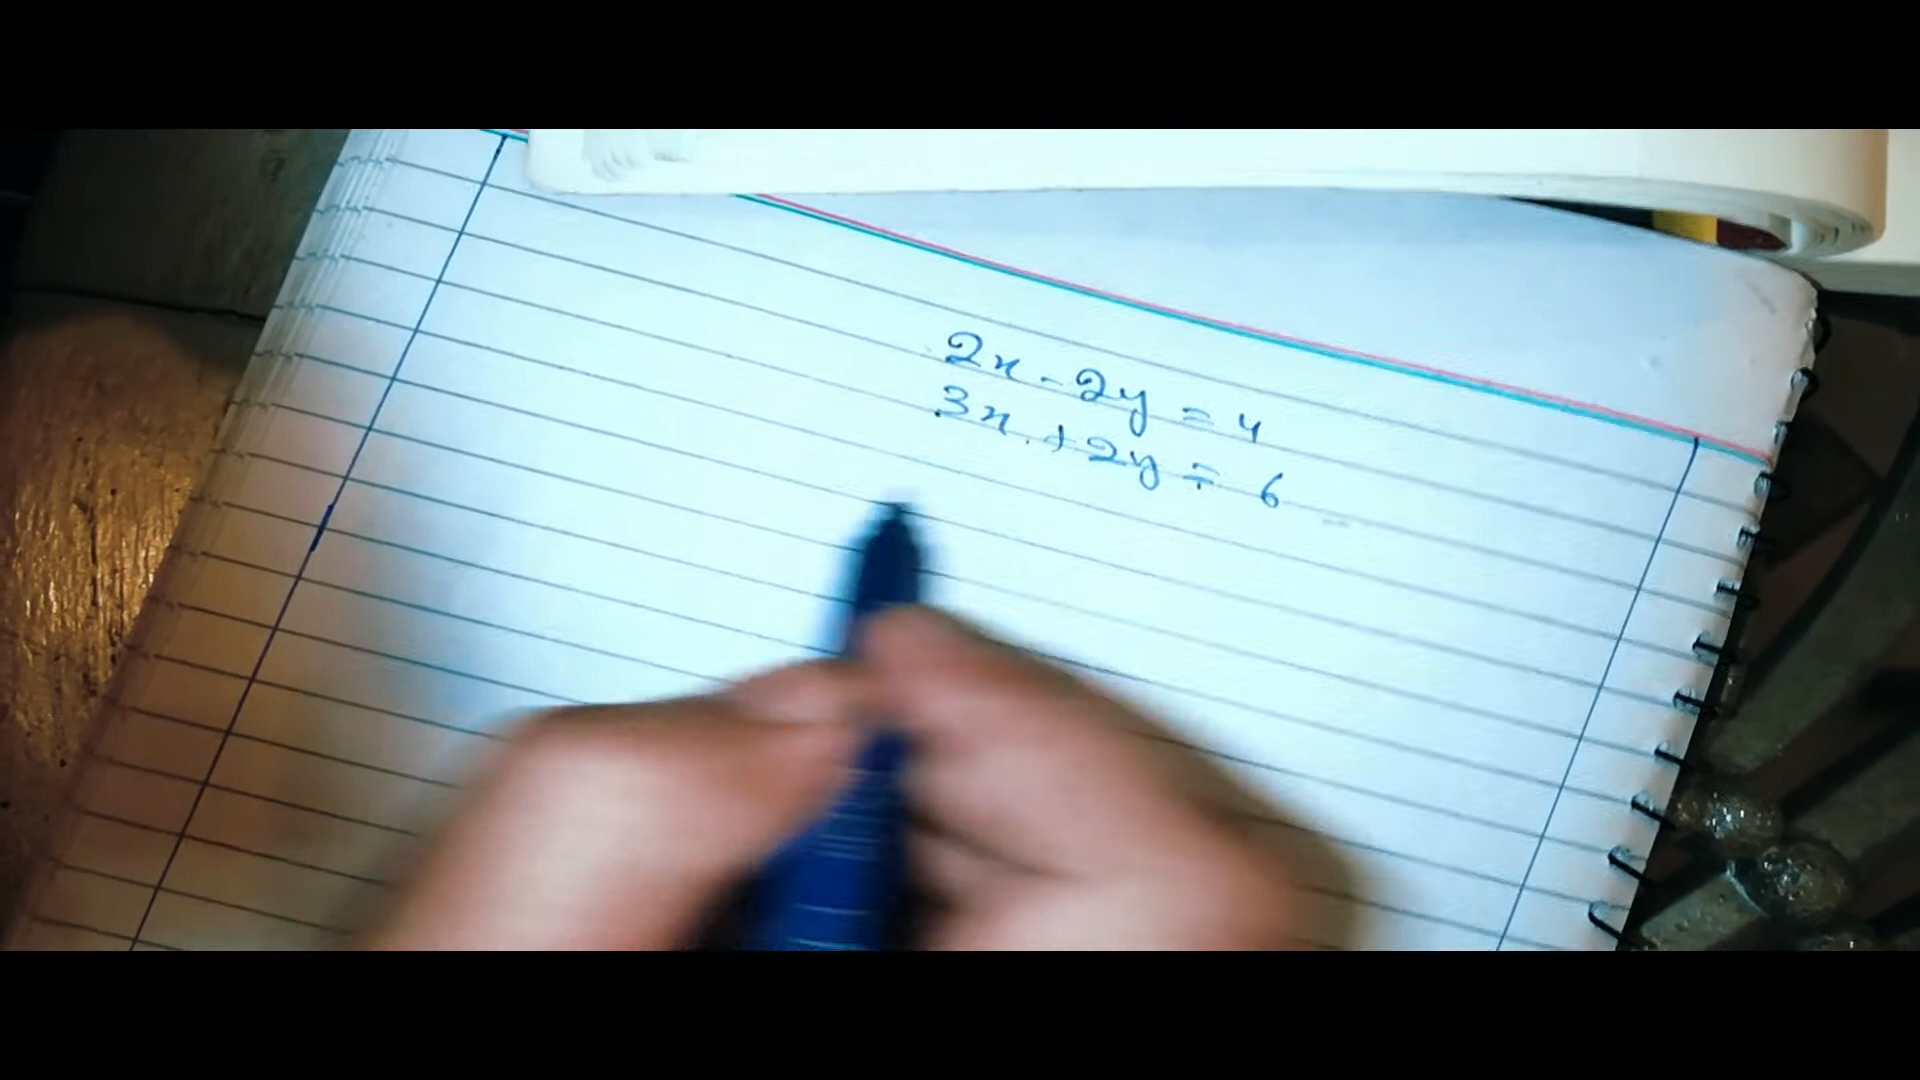 2x - 2y = 4
3x + 2y = 6